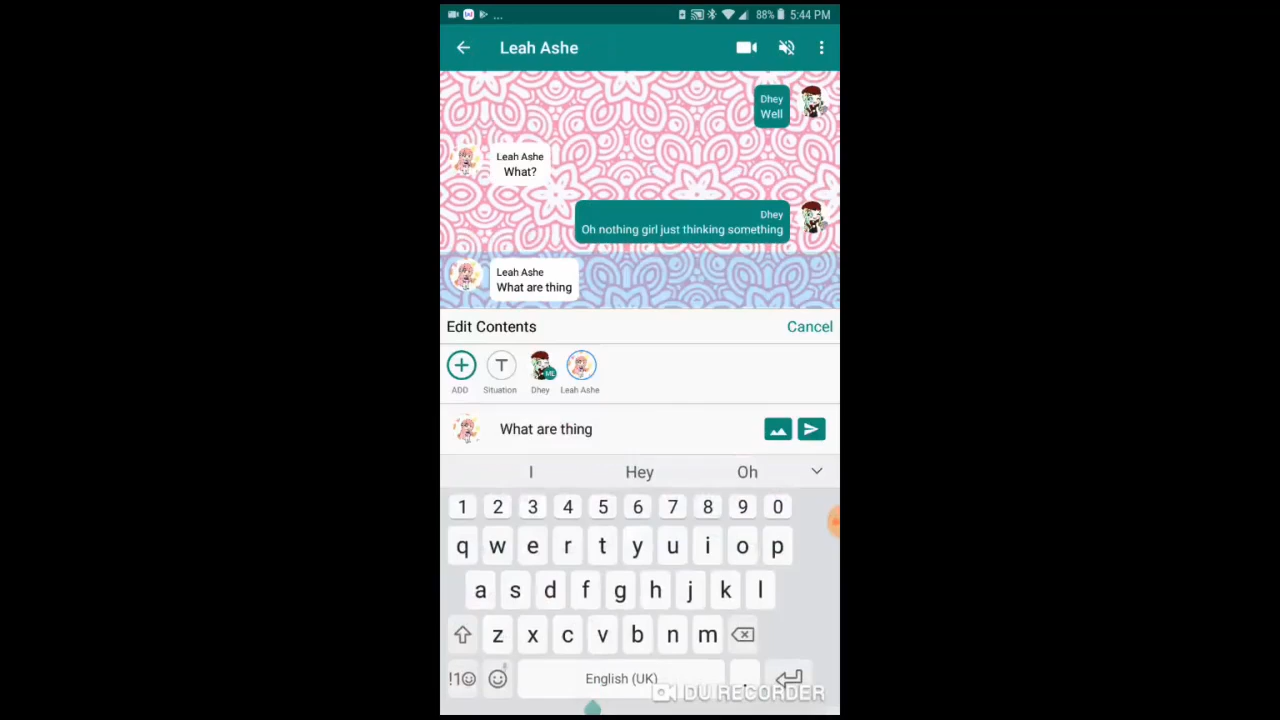 ... 88% 5:44 PM
Leah Ashe
Dhey
Well
Leah Ashe
What?
Dhey
Oh nothing girl just thinking something
Leah Ashe
What are thing
Edit Contents Cancel
T ME
ADD Situation Dhey Leah Ashe
What are thing
I Hey Oh
1 2 3 4 5 6 7 8 9 0
q w e r t y u i o p
a s d f g h j k l
z x c v b n m
!1 English (UK) .
DU RECORDER